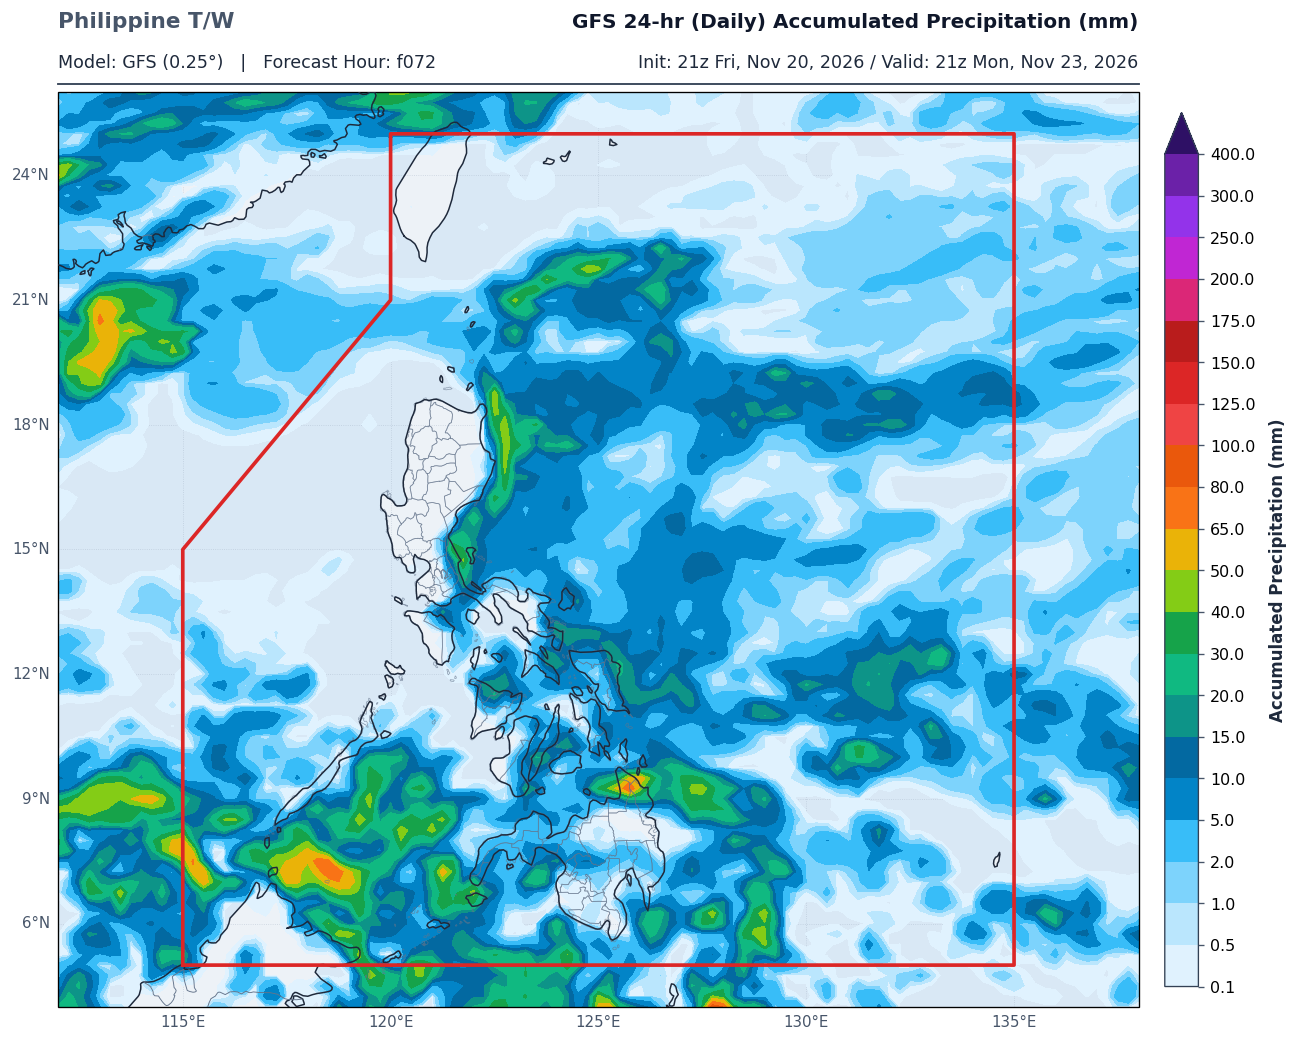 Philippine T/W
GFS 24-hr (Daily) Accumulated Precipitation (mm)
Model: GFS (0.25°)   |   Forecast Hour: f072
Init: 21z Fri, Nov 20, 2026 / Valid: 21z Mon, Nov 23, 2026
24°N
21°N
18°N
15°N
12°N
9°N
6°N
115°E
120°E
125°E
130°E
135°E
400.0
300.0
250.0
200.0
175.0
150.0
125.0
100.0
80.0
65.0
50.0
40.0
30.0
20.0
15.0
10.0
5.0
2.0
1.0
0.5
0.1
Accumulated Precipitation (mm)